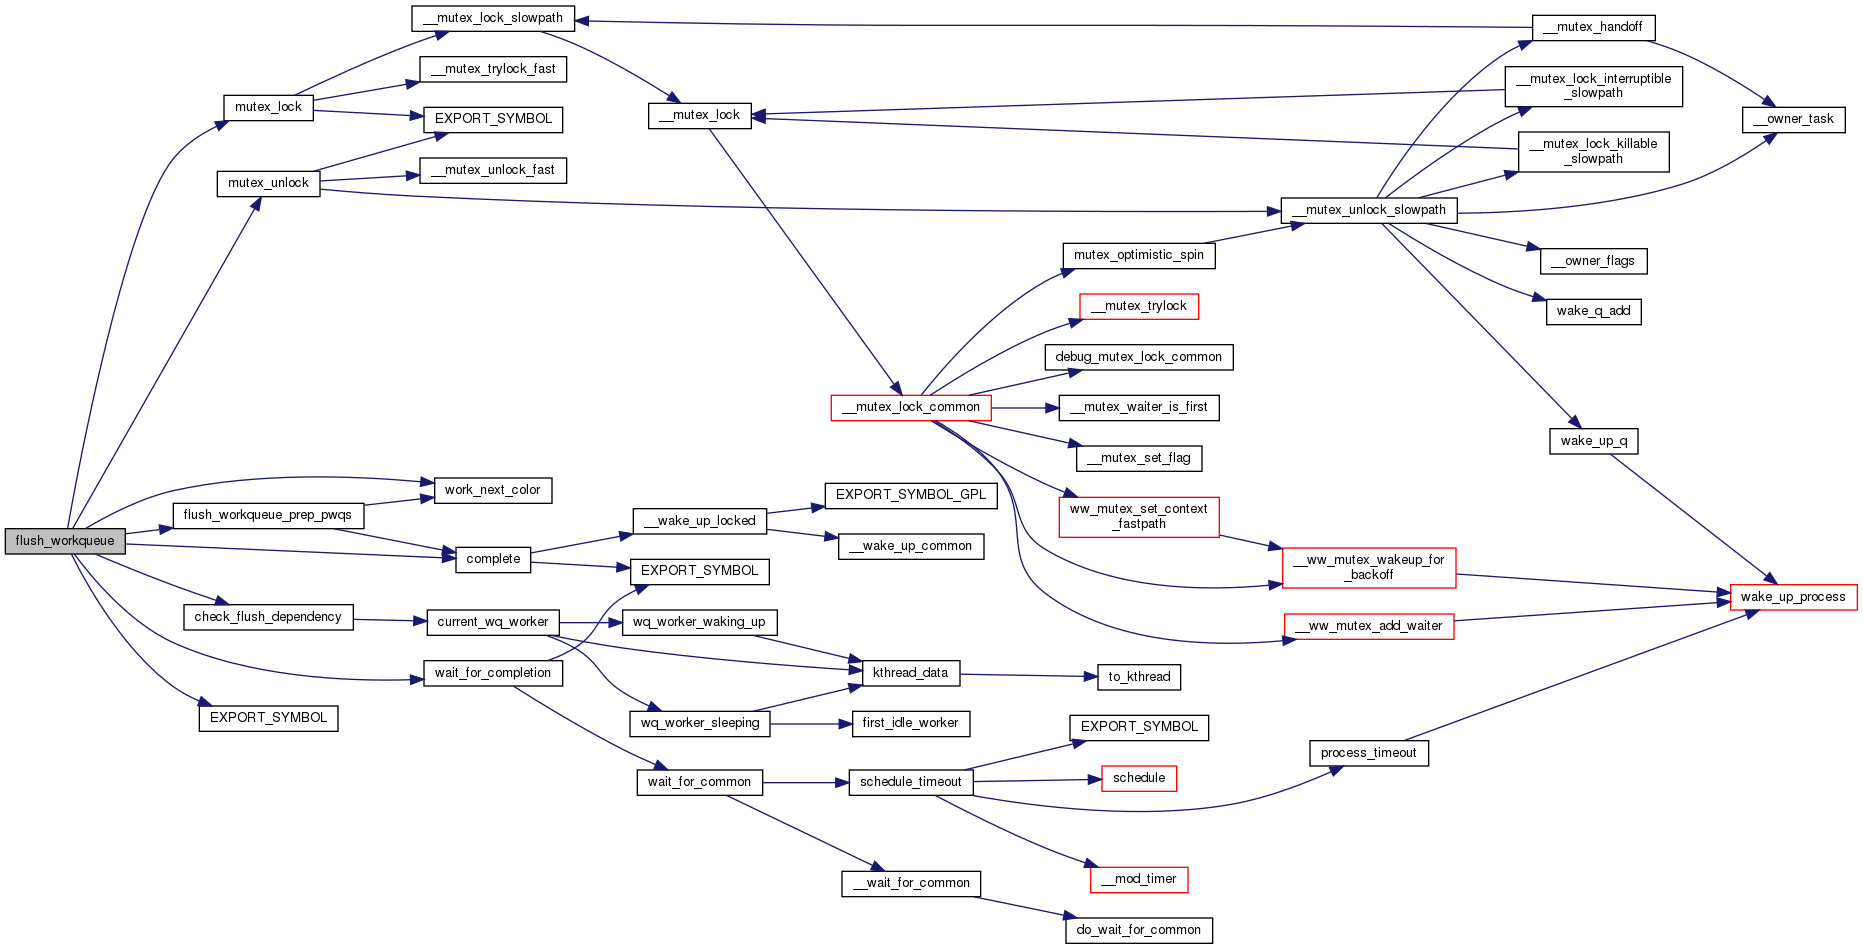 __mutex_lock_slowpath
__mutex_handoff
__mutex_trylock_fast
__mutex_lock_interruptible
_slowpath
mutex_lock
EXPORT_SYMBOL
__mutex_lock
__owner_task
__mutex_lock_killable
_slowpath
__mutex_unlock_fast
mutex_unlock
__mutex_unlock_slowpath
mutex_optimistic_spin
__owner_flags
__mutex_trylock
wake_q_add
debug_mutex_lock_common
__mutex_lock_common
__mutex_waiter_is_first
wake_up_q
__mutex_set_flag
work_next_color
EXPORT_SYMBOL_GPL
flush_workqueue_prep_pwqs
__wake_up_locked
ww_mutex_set_context
_fastpath
flush_workqueue
__wake_up_common
complete
EXPORT_SYMBOL
__ww_mutex_wakeup_for
_backoff
wake_up_process
check_flush_dependency
current_wq_worker
wq_worker_waking_up
__ww_mutex_add_waiter
wait_for_completion
kthread_data
to_kthread
EXPORT_SYMBOL
wq_worker_sleeping
first_idle_worker
EXPORT_SYMBOL
process_timeout
wait_for_common
schedule_timeout
schedule
__wait_for_common
__mod_timer
do_wait_for_common